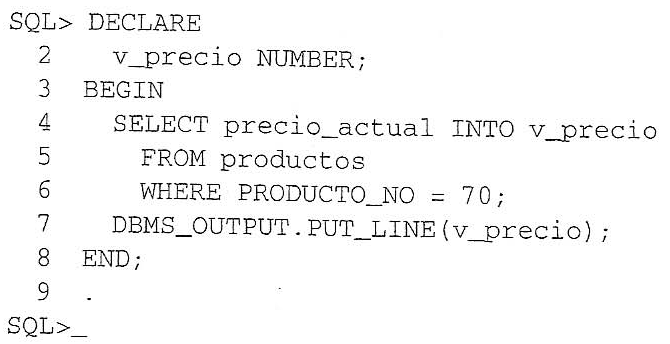 SQL> DECLARE
2 v_precio NUMBER;
3 BEGIN
4 SELECT precio_actual INTO v_precio
5 FROM productos
6 WHERE PRODUCTO_NO = 70;
7 DBMS_OUTPUT.PUT_LINE(v_precio);
8 END;
9 .
SQL>_